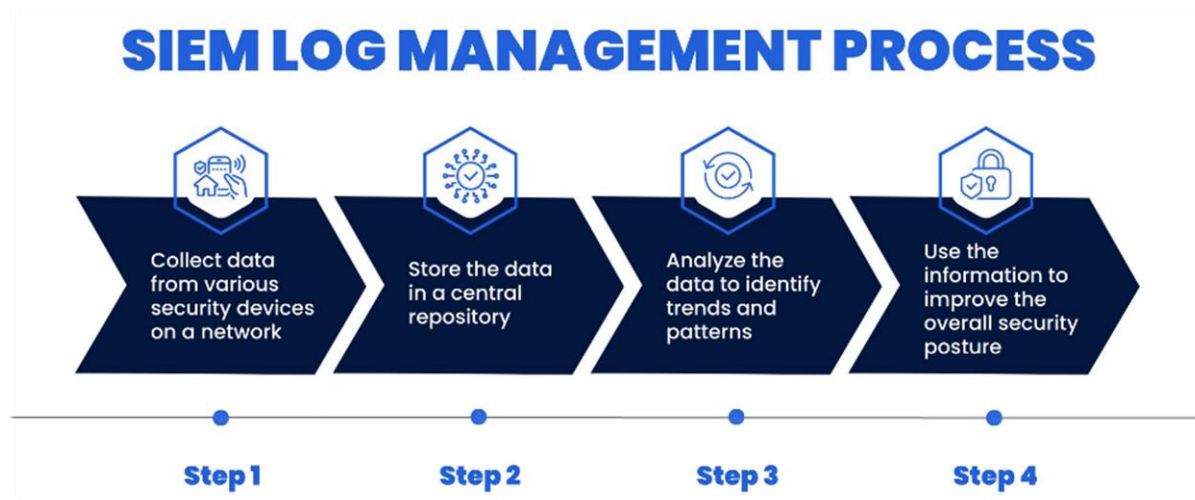 SIEM LOG MANAGEMENT PROCESS
Collect data
from various
security devices
on a network
Store the data
in a central
repository
Analyze the
data to identify
trends and
patterns
Use the
information to
improve the
overall security
posture
Step 1
Step 2
Step 3
Step 4